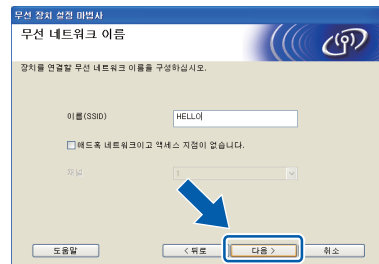 무선 장치 설정 마법사
무선 네트워크 이름
장치를 연결할 무선 네트워크 이름을 구성하십시오.
이름(SSID) HELLO
애드혹 네트워크이고 액세스 지점이 없습니다.
채널 1
도움말 < 뒤로 다음 > 취소